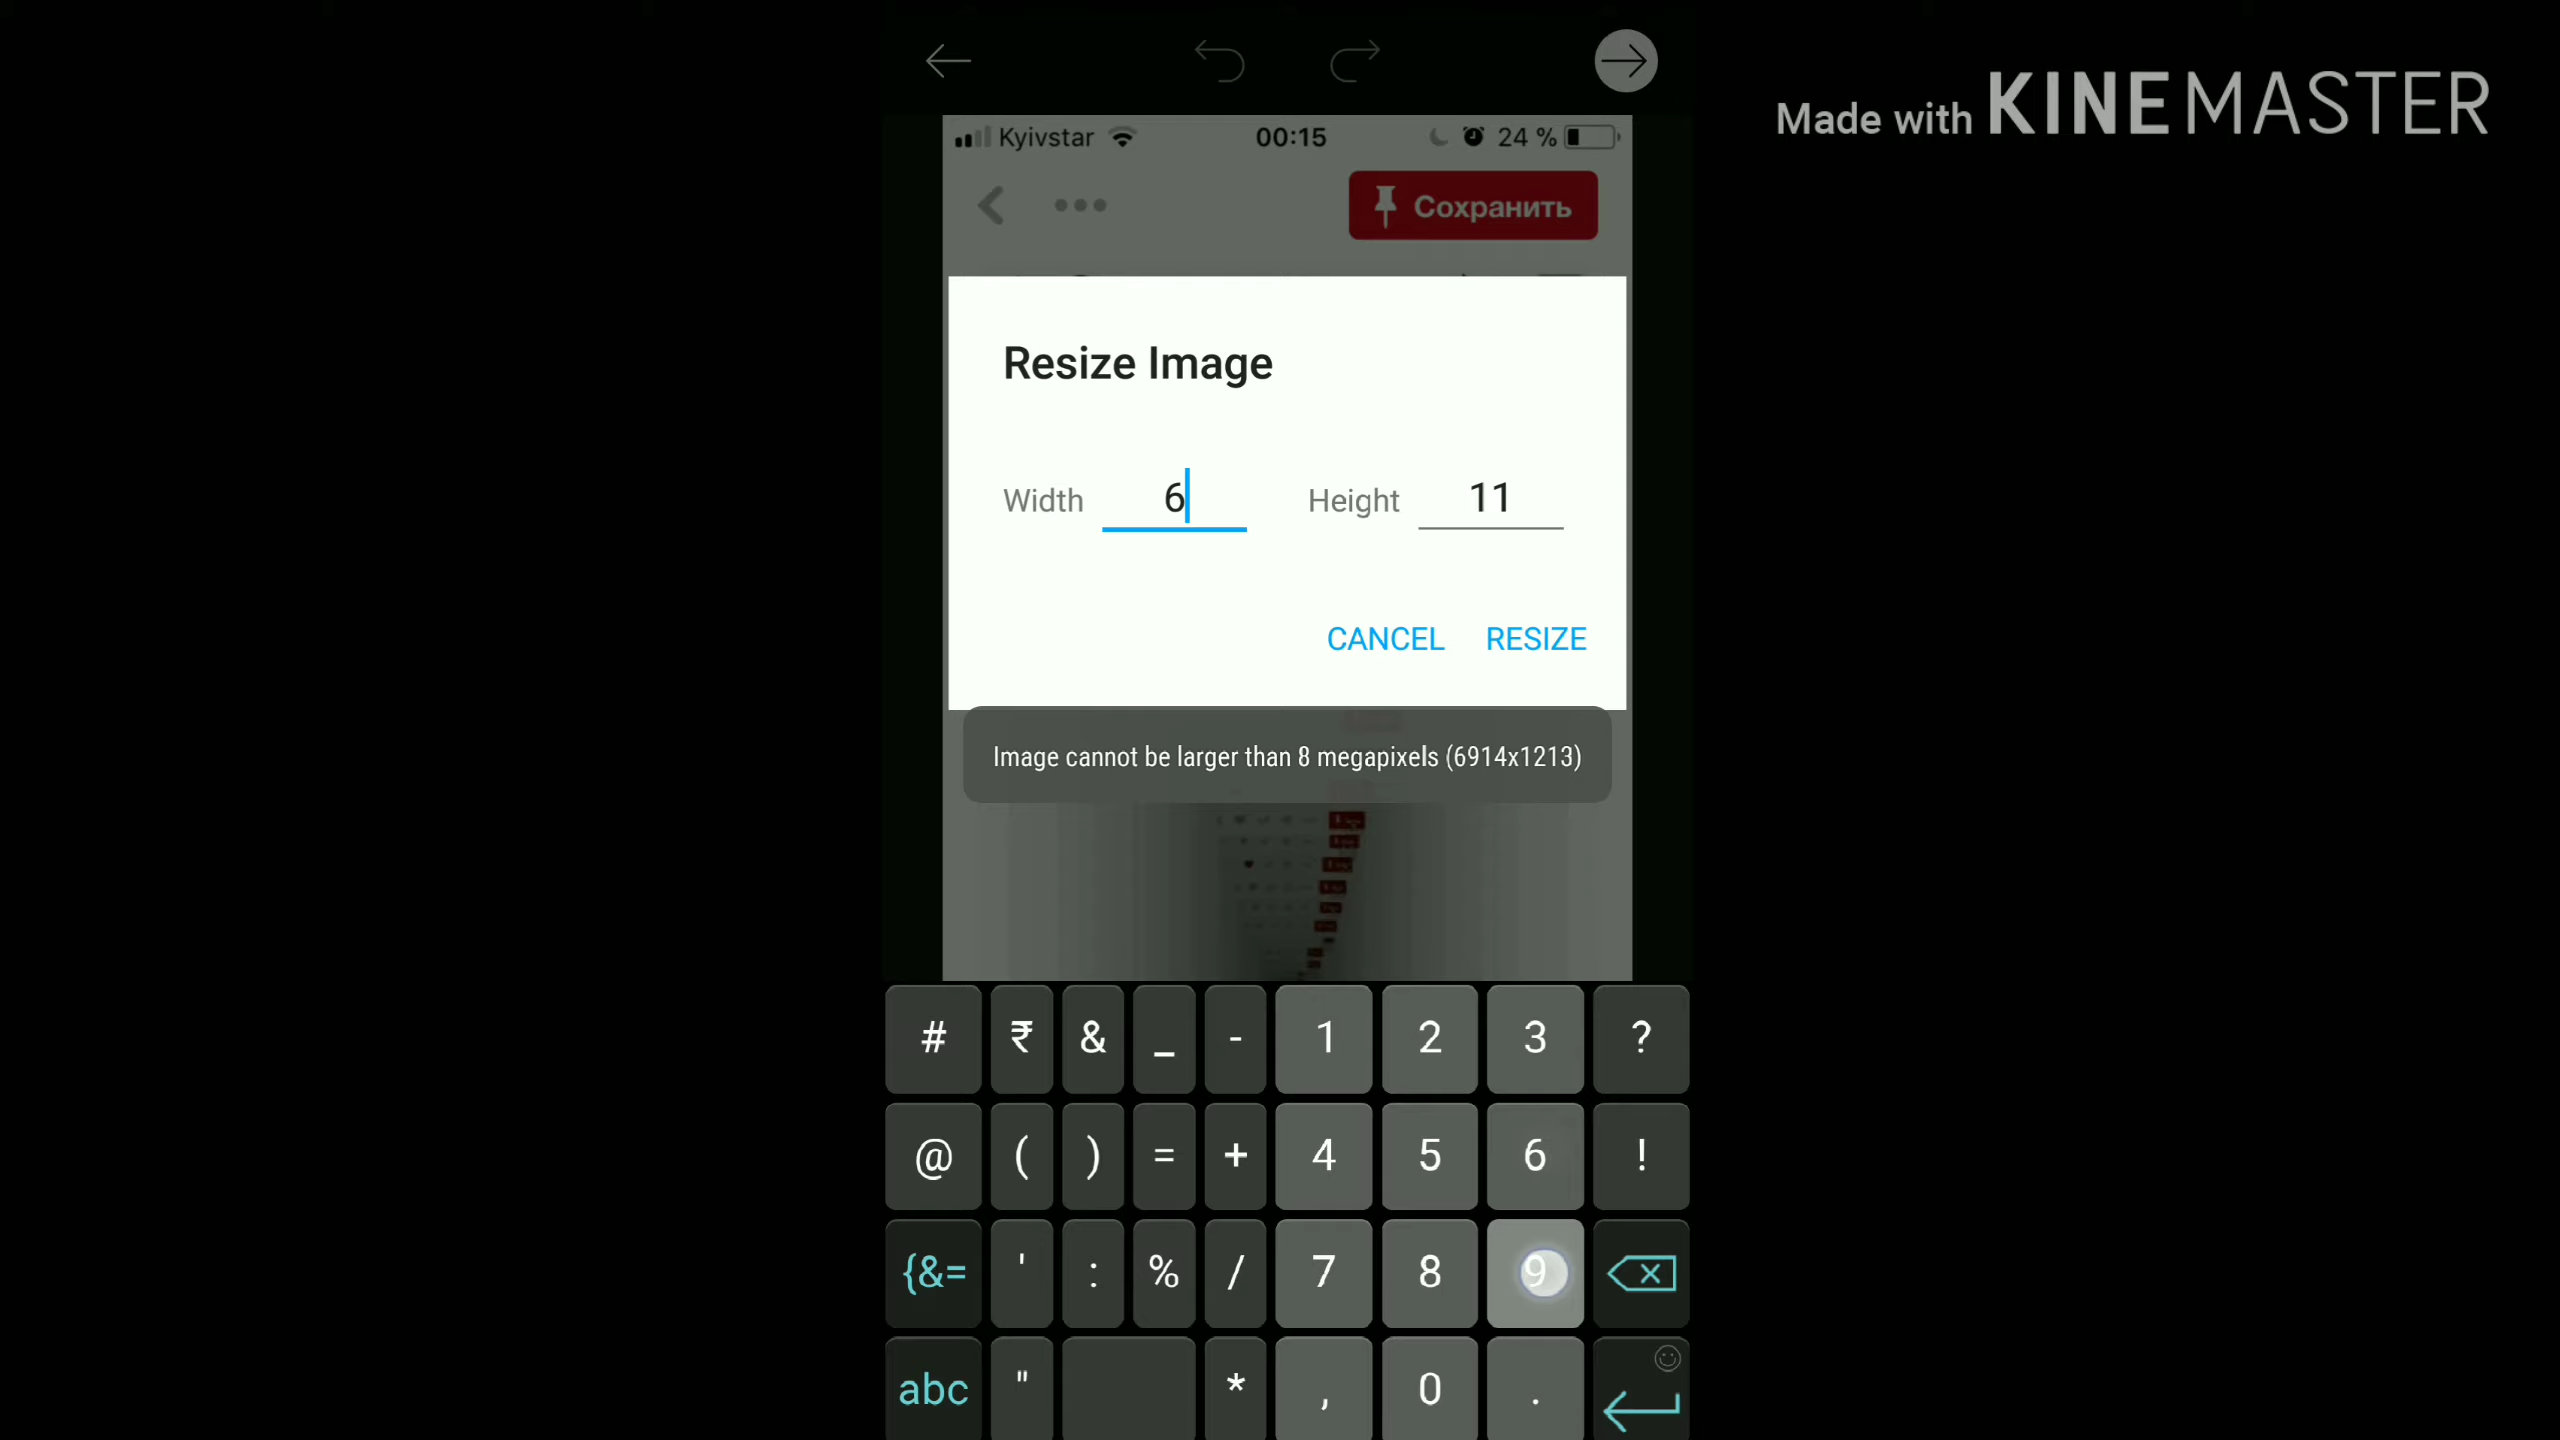 Made with KINEMASTER
Kyivstar 00:15 24 %
Сохранить
Resize Image
Width 6 Height 11
CANCEL RESIZE
Image cannot be larger than 8 megapixels (6914x1213)
# ₹ & _ - 1 2 3 ?
@ ( ) = + 4 5 6 !
{&= ' : % / 7 8 9
abc " * , 0 .